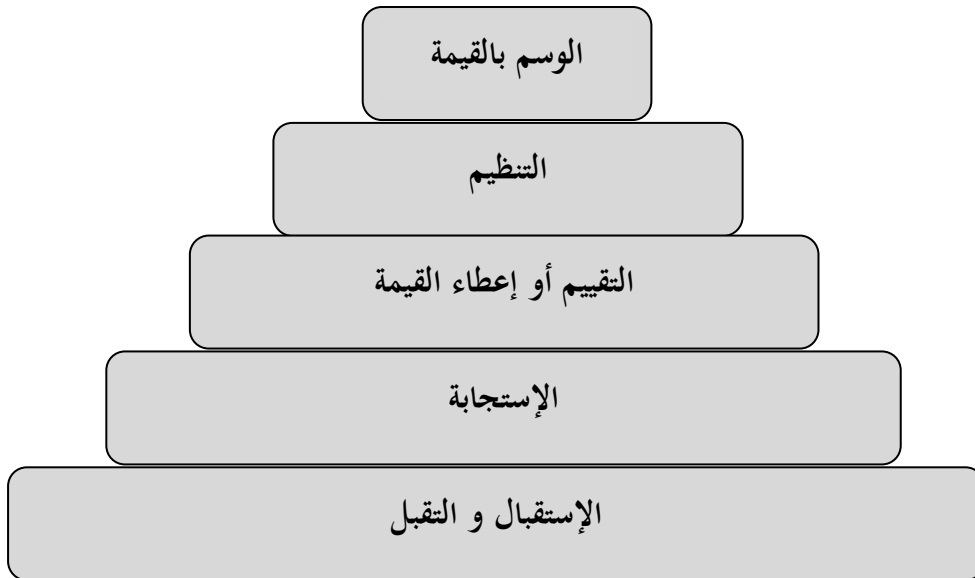 الوسم بالقيمة
التنظيم
التقييم أو إعطاء القيمة
الإستجابة
الإستقبال و التقبل